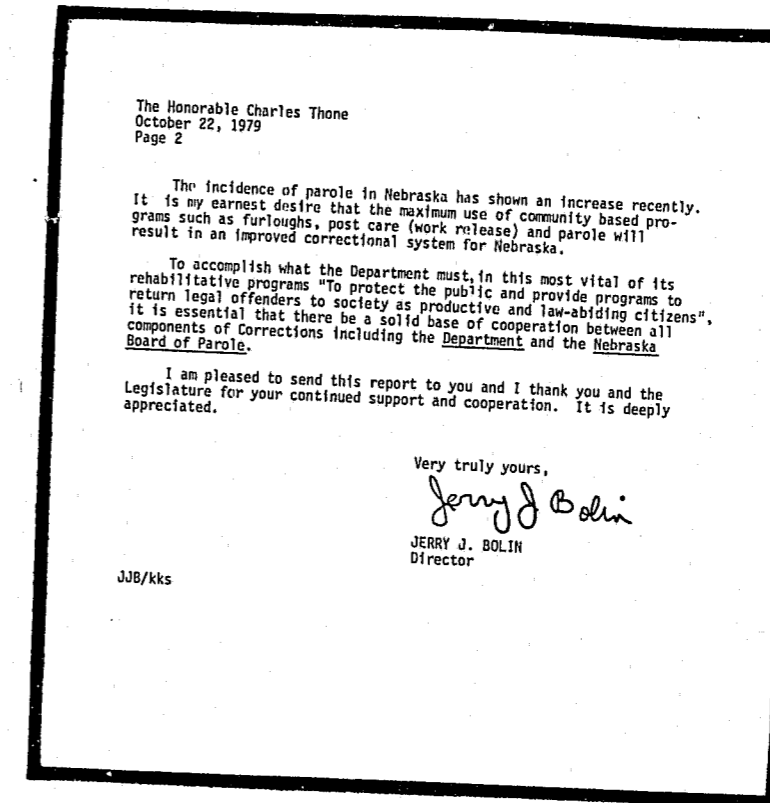 The Honorable Charles Thone
October 22, 1979
Page 2
The incidence of parole in Nebraska has shown an increase recently.
It is my earnest desire that the maximum use of community based pro-
grams such as furloughs, post care (work release) and parole will
result in an improved correctional system for Nebraska.
To accomplish what the Department must, in this most vital of its
rehabilitative programs "To protect the public and provide programs to
return legal offenders to society as productive and law-abiding citizens",
it is essential that there be a solid base of cooperation between all
components of Corrections including the Department and the Nebraska
Board of Parole.
I am pleased to send this report to you and I thank you and the
Legislature for your continued support and cooperation. It is deeply
appreciated.
Very truly yours,
Jerry J Bolin
JERRY J. BOLIN
Director
JJB/kks